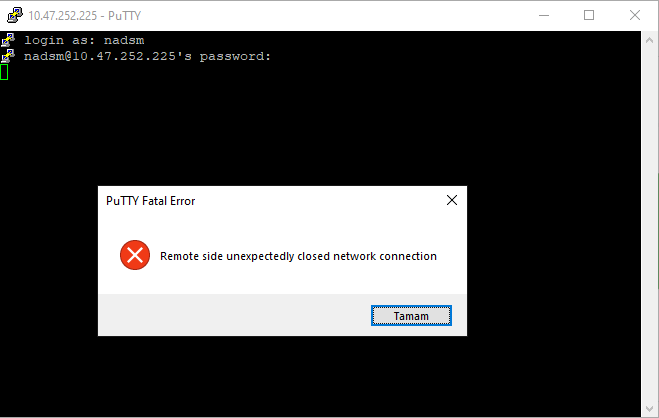 10.47.252.225 - PuTTY
login as: nadsm
nadsm@10.47.252.225's password:
PuTTY Fatal Error
Remote side unexpectedly closed network connection
Tamam